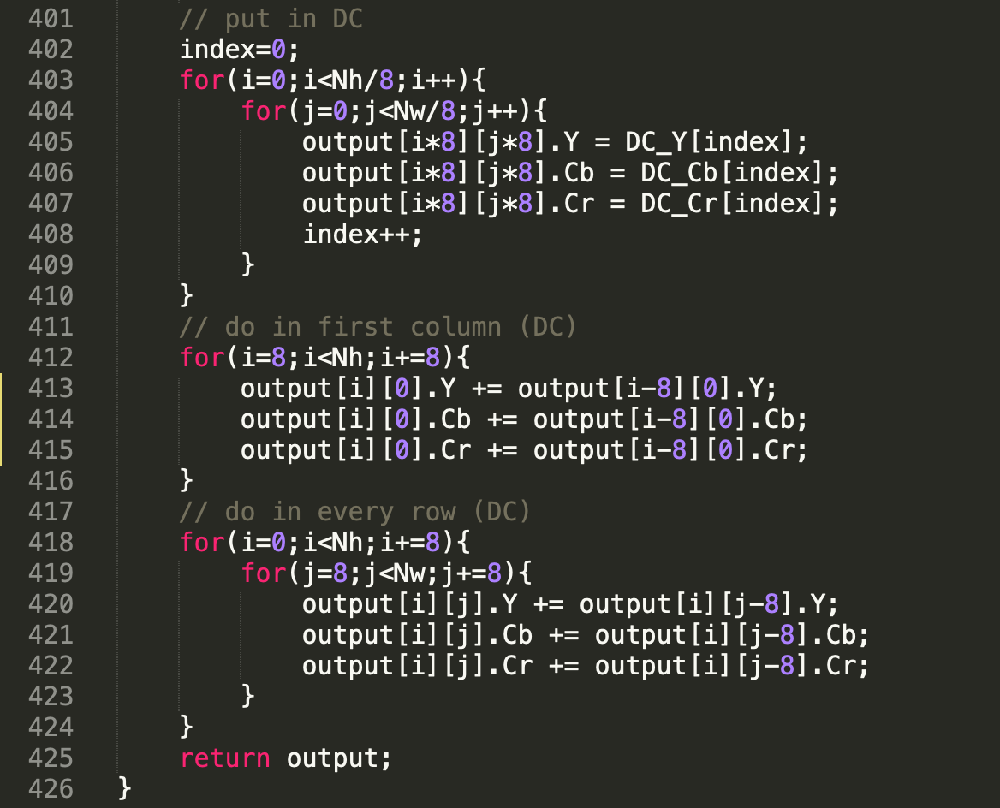 401 // put in DC
402 index=0;
403 for(i=0;i<Nh/8;i++){
404 for(j=0;j<Nw/8;j++){
405 output[i*8][j*8].Y = DC_Y[index];
406 output[i*8][j*8].Cb = DC_Cb[index];
407 output[i*8][j*8].Cr = DC_Cr[index];
408 index++;
409 }
410 }
411 // do in first column (DC)
412 for(i=8;i<Nh;i+=8){
413 output[i][0].Y += output[i-8][0].Y;
414 output[i][0].Cb += output[i-8][0].Cb;
415 output[i][0].Cr += output[i-8][0].Cr;
416 }
417 // do in every row (DC)
418 for(i=0;i<Nh;i+=8){
419 for(j=8;j<Nw;j+=8){
420 output[i][j].Y += output[i][j-8].Y;
421 output[i][j].Cb += output[i][j-8].Cb;
422 output[i][j].Cr += output[i][j-8].Cr;
423 }
424 }
425 return output;
426 }